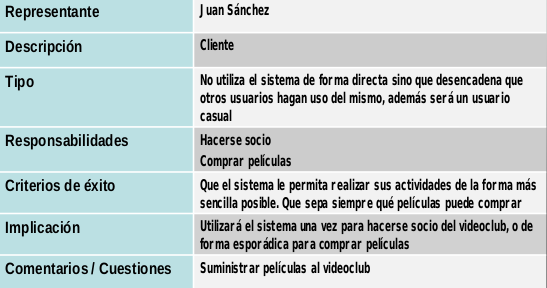 Representante
Juan Sánchez
Descripción
Cliente
Tipo
No utiliza el sistema de forma directa sino que desencadena que
otros usuarios hagan uso del mismo, además será un usuario
casual
Responsabilidades
Hacerse socio
Comprar películas
Criterios de éxito
Que el sistema le permita realizar sus actividades de la forma más
sencilla posible. Que sepa siempre qué películas puede comprar
Implicación
Utilizará el sistema una vez para hacerse socio del videoclub, o de
forma esporádica para comprar películas
Comentarios / Cuestiones
Suministrar películas al videoclub